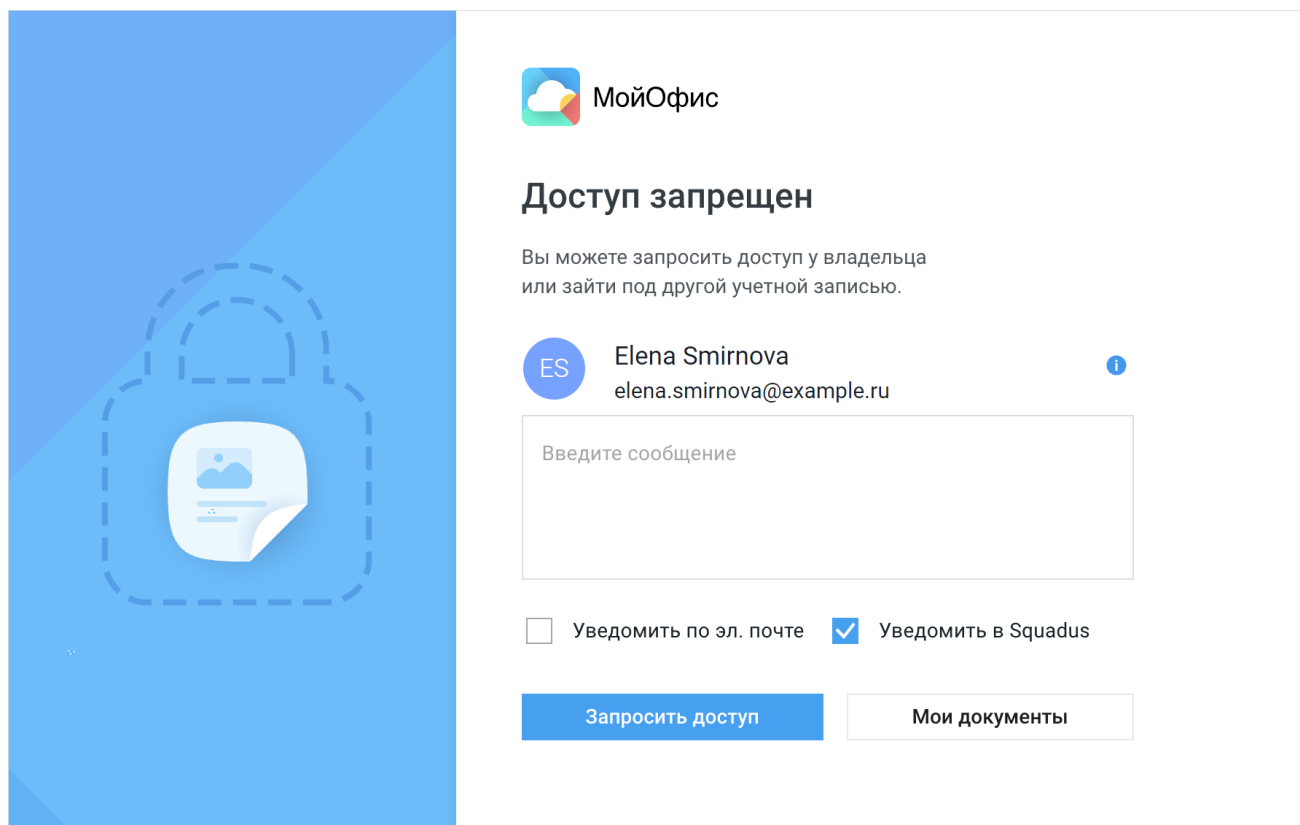 МойОфис
Доступ запрещен
Вы можете запросить доступ у владельца
или зайти под другой учетной записью.
ES
Elena Smirnova
elena.smirnova@example.ru
Введите сообщение
Уведомить по эл. почте
Уведомить в Squadus
Запросить доступ
Мои документы